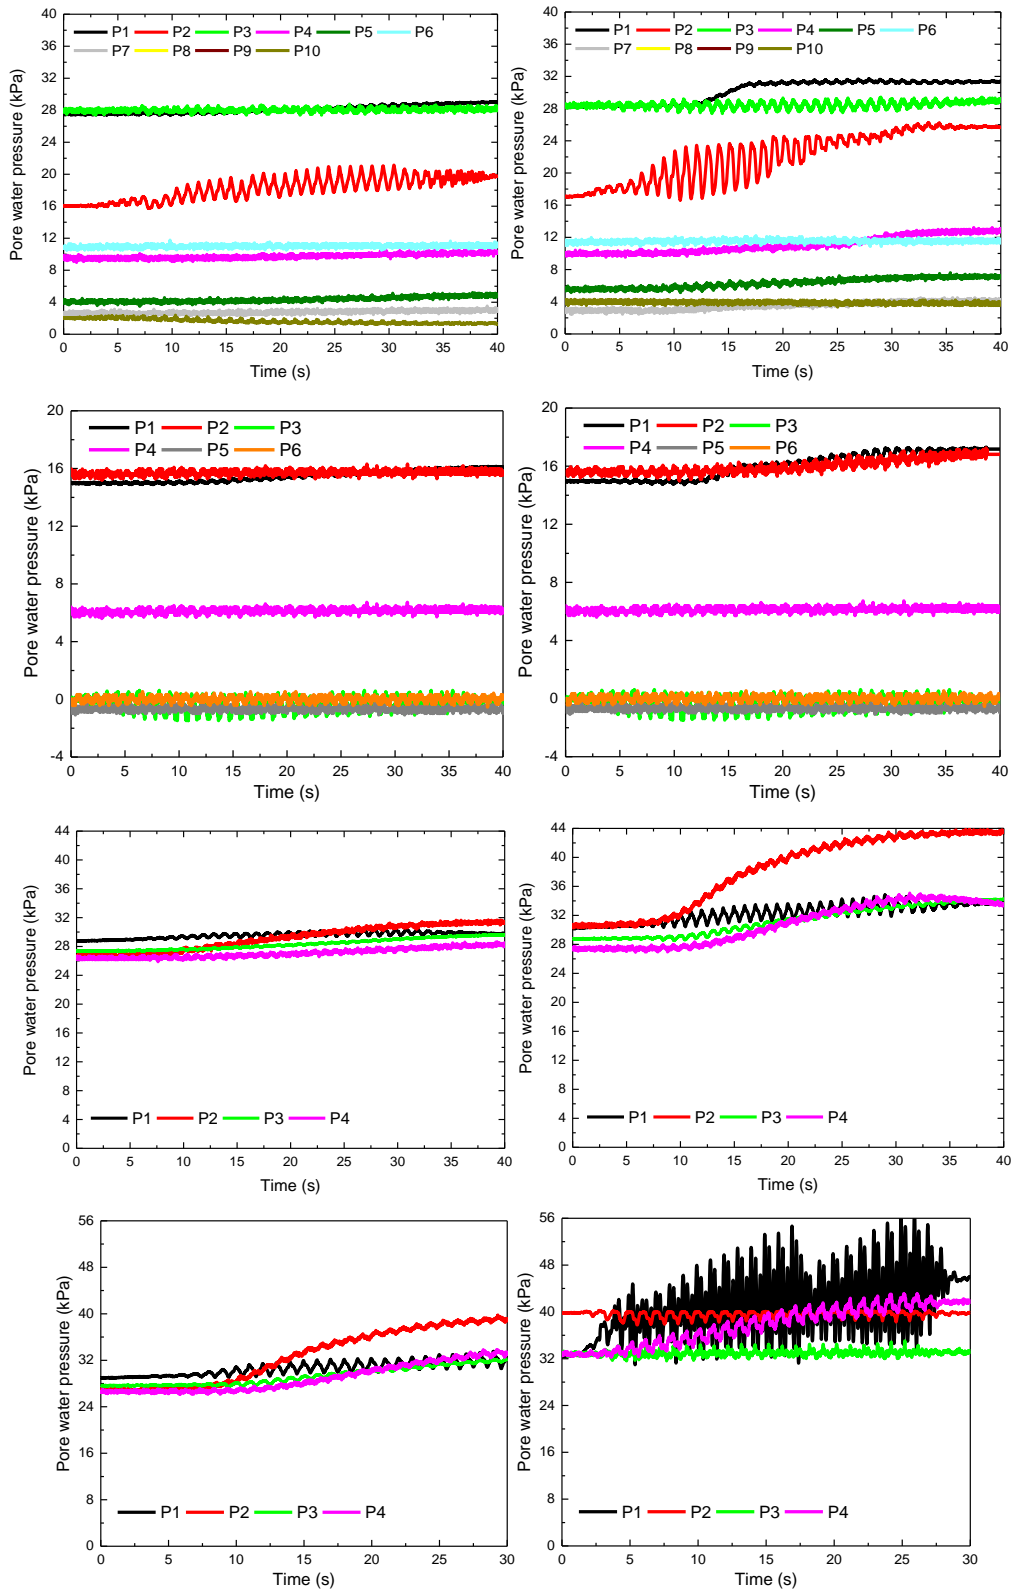 P1 P2 P3 P4 P5 P6
P7 P8 P9 P10
Pore water pressure (kPa)
40
36
32
28
24
20
16
12
8
4
0
0 5 10 15 20 25 30 35 40
Time (s)
P1 P2 P3 P4 P5 P6
P7 P8 P9 P10
Pore water pressure (kPa)
40
36
32
28
24
20
16
12
8
4
0
0 5 10 15 20 25 30 35 40
Time (s)
P1 P2 P3
P4 P5 P6
Pore water pressure (kPa)
20
16
12
8
4
0
-4
0 5 10 15 20 25 30 35 40
Time (s)
P1 P2 P3
P4 P5 P6
Pore water pressure (kPa)
20
16
12
8
4
0
-4
0 5 10 15 20 25 30 35 40
Time (s)
Pore water pressure (kPa)
44
40
36
32
28
24
20
16
12
8
4
0
P1 P2 P3 P4
0 5 10 15 20 25 30 35 40
Time (s)
Pore water pressure (kPa)
44
40
36
32
28
24
20
16
12
8
4
0
P1 P2 P3 P4
0 5 10 15 20 25 30 35 40
Time (s)
Pore water pressure (kPa)
56
48
40
32
24
16
8
0
P1 P2 P3 P4
0 5 10 15 20 25 30
Time (s)
Pore water pressure (kPa)
56
48
40
32
24
16
8
0
P1 P2 P3 P4
0 5 10 15 20 25 30
Time (s)